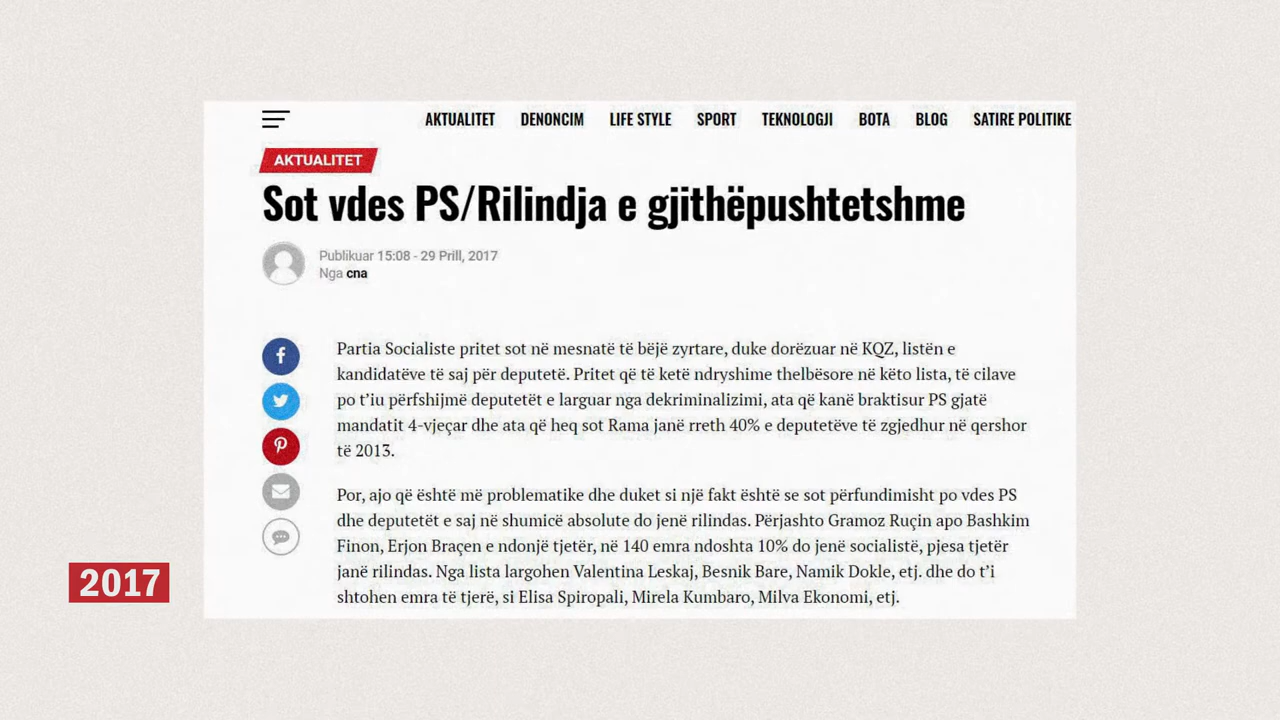 AKTUALITET DENONCIM LIFE STYLE SPORT TEKNOLOGJI BOTA BLOG SATIRE POLITIKE
AKTUALITET
Sot vdes PS/Rilindja e gjithëpushtetshme
Publikuar 15:08 - 29 Prill, 2017
Nga cna
Partia Socialiste pritet sot në mesnatë të bëjë zyrtare, duke dorëzuar në KQZ, listën e
kandidatëve të saj për deputetë. Pritet që të ketë ndryshime thelbësore në këto lista, të cilave
po t'iu përfshijmë deputetët e larguar nga dekriminalizimi, ata që kanë braktisur PS gjatë
mandatit 4-vjeçar dhe ata që heq sot Rama janë rreth 40% e deputetëve të zgjedhur në qershor
të 2013.
Por, ajo që është më problematike dhe duket si një fakt është se sot përfundimisht po vdes PS
dhe deputetët e saj në shumicë absolute do jenë rilindas. Përjashto Gramoz Ruçin apo Bashkim
Finon, Erjon Braçen e ndonjë tjetër, në 140 emra ndoshta 10% do jenë socialistë, pjesa tjetër
janë rilindas. Nga lista largohen Valentina Leskaj, Besnik Bare, Namik Dokle, etj. dhe do t'i
shtohen emra të tjerë, si Elisa Spiropali, Mirela Kumbaro, Milva Ekonomi, etj.
2017